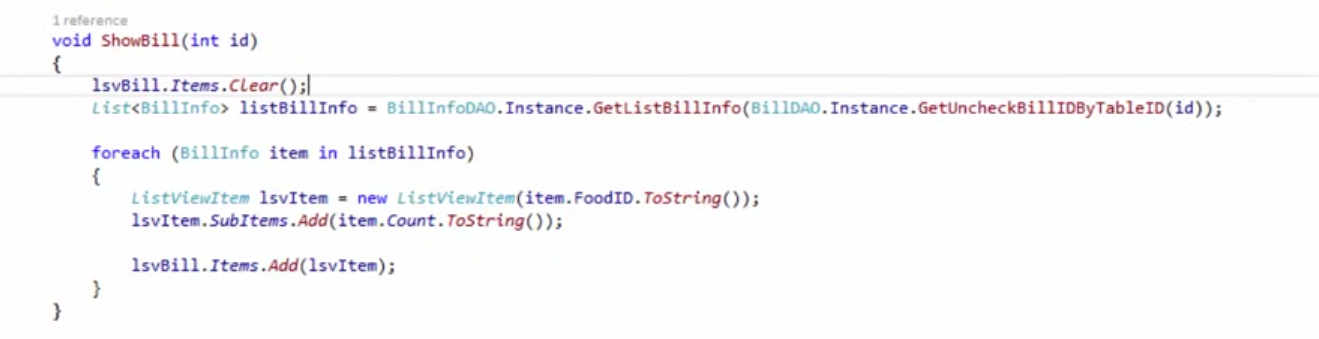 1 reference
void ShowBill(int id)
{
lsvBill.Items.Clear();
List<BillInfo> listBillInfo = BillInfoDAO.Instance.GetListBillInfo(BillDAO.Instance.GetUncheckBillIDByTableID(id));
foreach (BillInfo item in listBillInfo)
{
ListViewItem lsvItem = new ListViewItem(item.FoodID.ToString());
lsvItem.SubItems.Add(item.Count.ToString());
lsvBill.Items.Add(lsvItem);
}
}